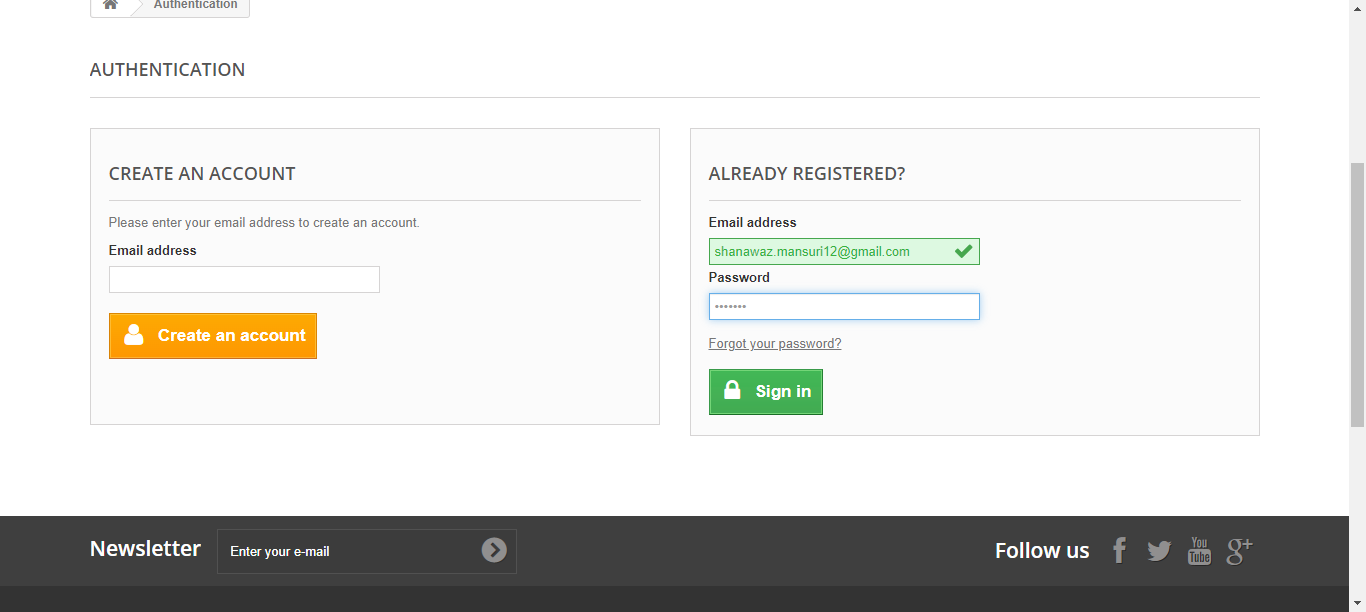 Authentication
AUTHENTICATION
CREATE AN ACCOUNT
Please enter your email address to create an account.
Email address
Create an account
ALREADY REGISTERED?
Email address
shanawaz.mansuri12@gmail.com
Password
•••••••
Forgot your password?
Sign in
Newsletter
Enter your e-mail
Follow us
f
You
Tube
g+